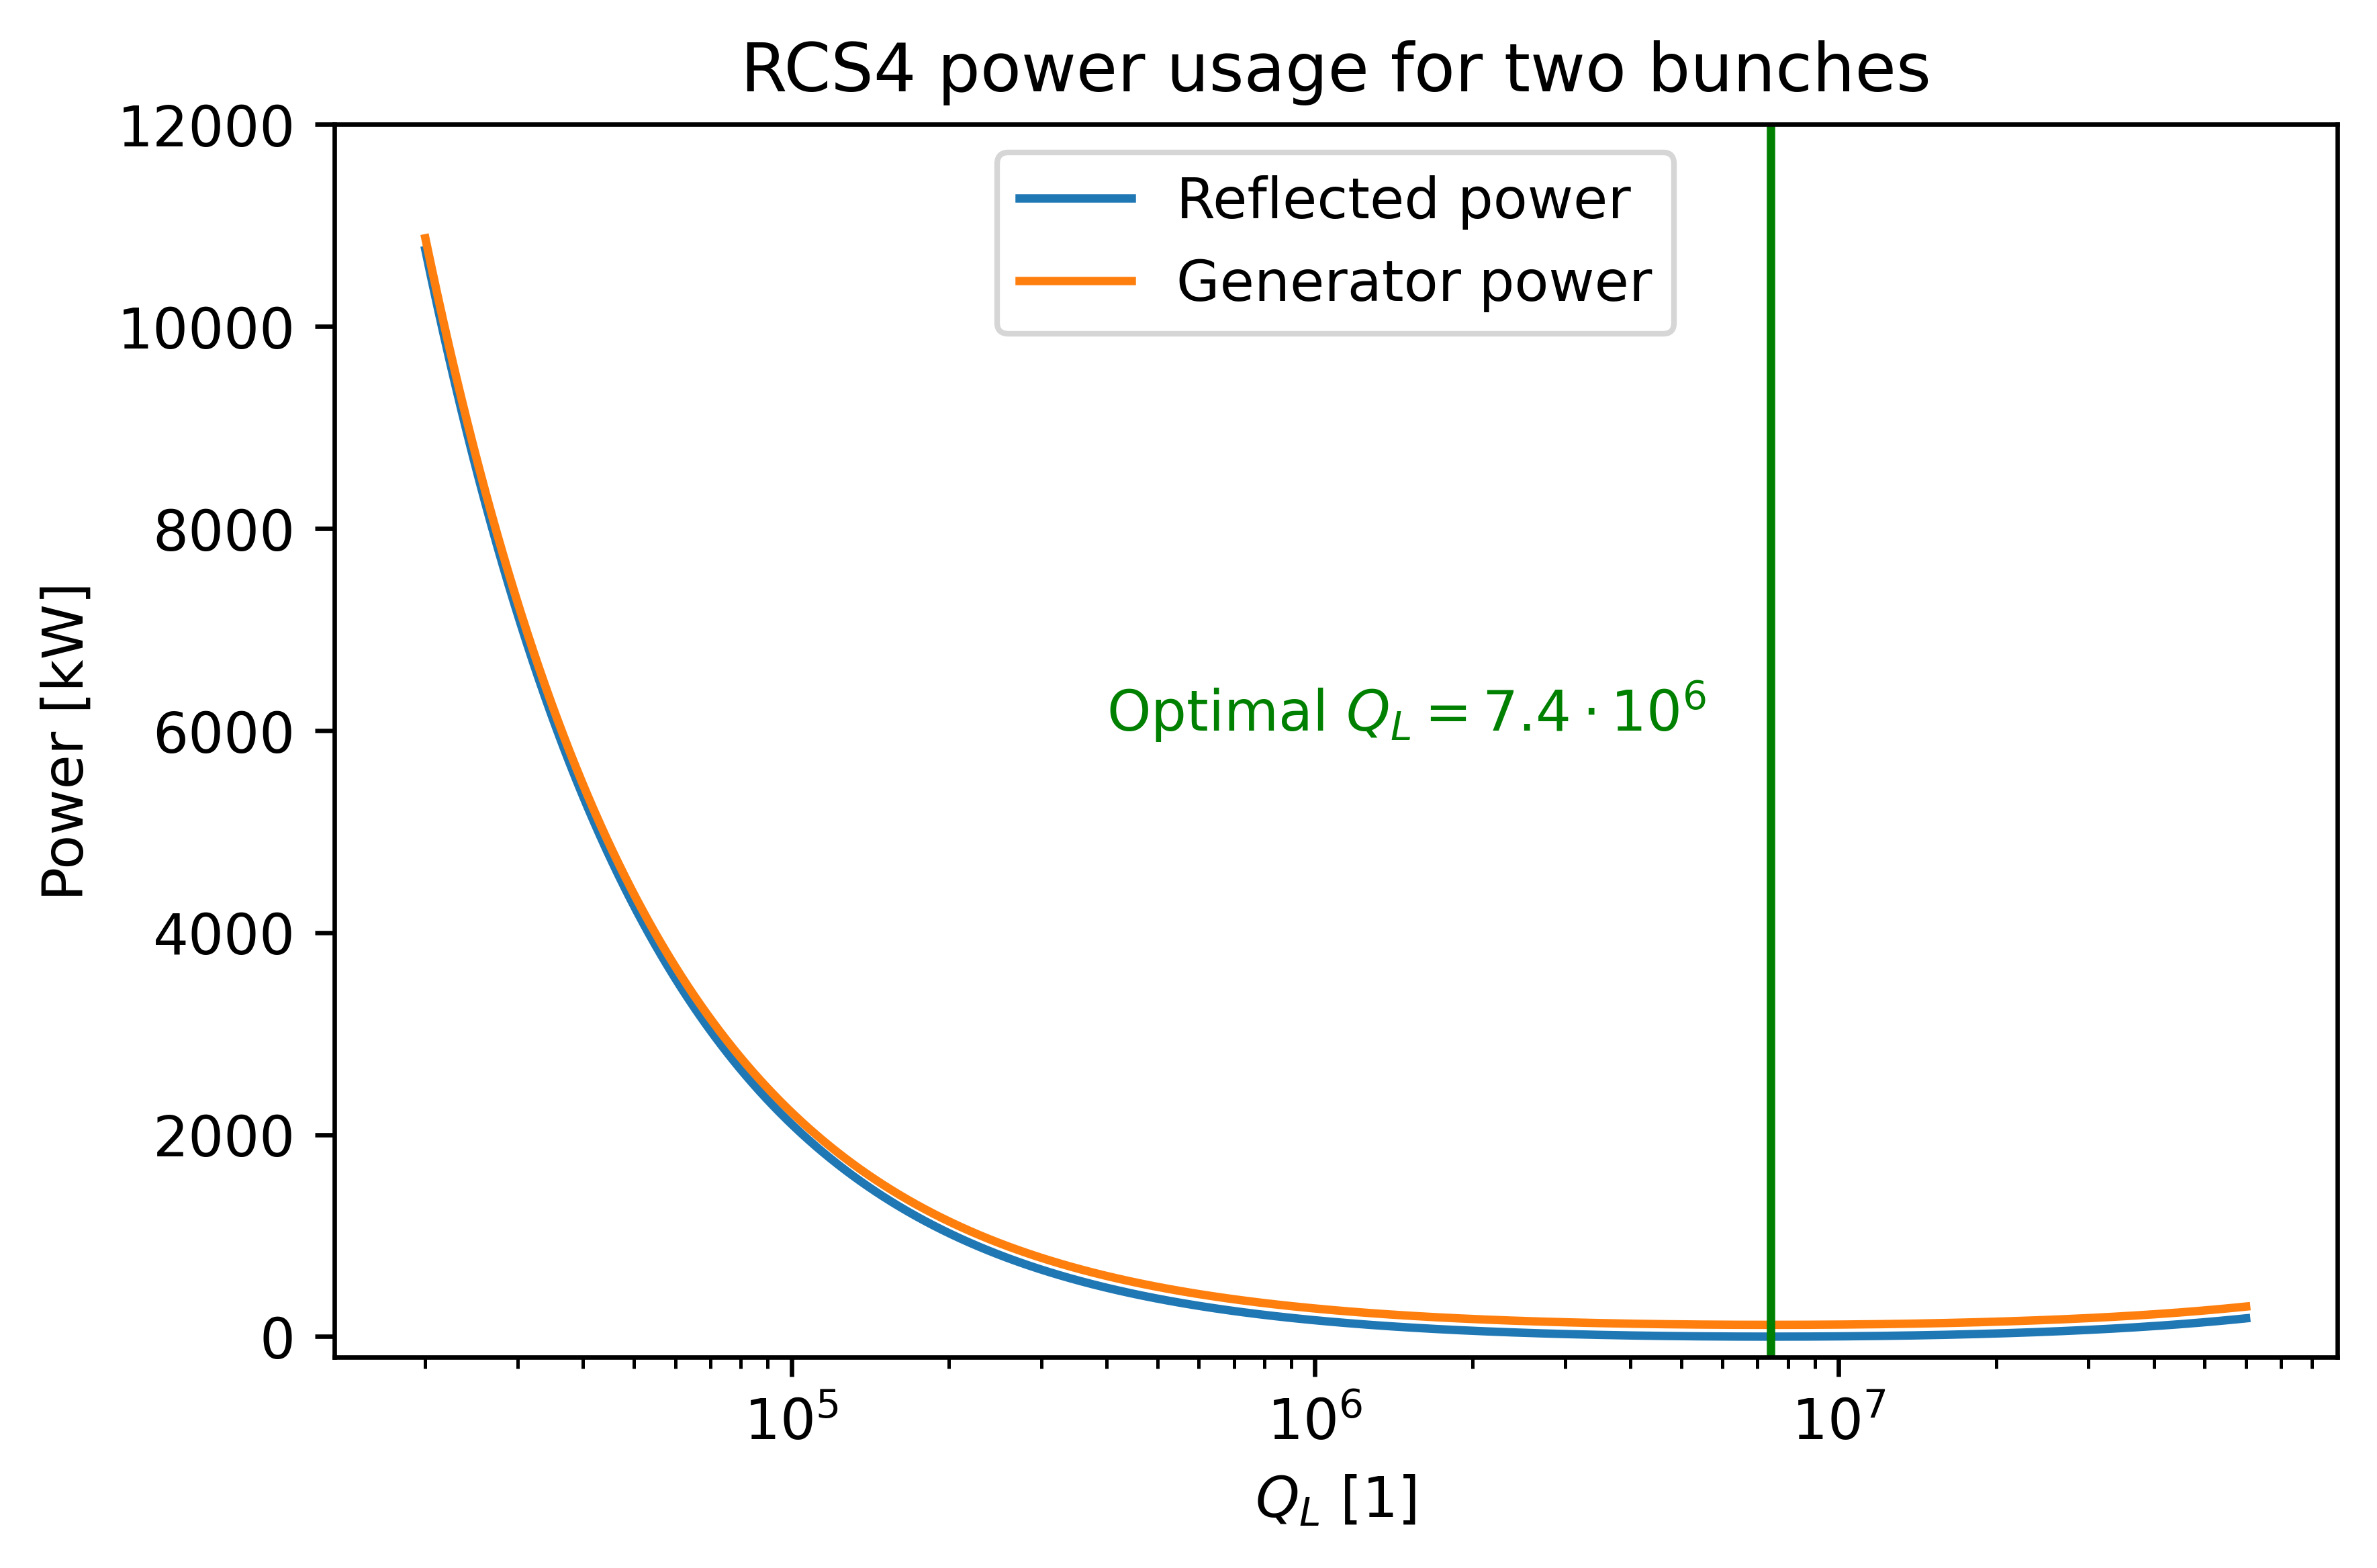 RCS4 power usage for two bunches
12000
10000
8000
6000
4000
2000
0
Power [kW]
Reflected power
Generator power
Optimal $Q_L = 7.4 \cdot 10^6$
$10^5$
$10^6$
$10^7$
$Q_L$ [1]